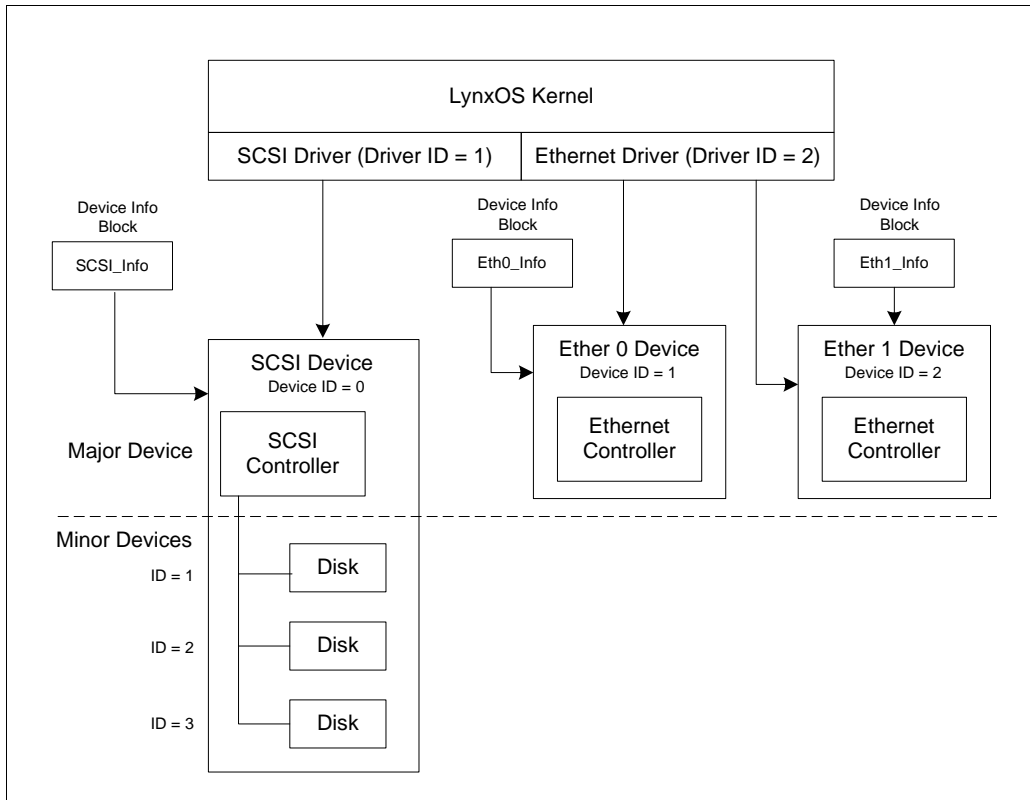 LynxOS Kernel
SCSI Driver (Driver ID = 1)
Ethernet Driver (Driver ID = 2)
Device Info
Block
SCSI_Info
Device Info
Block
Eth0_Info
Device Info
Block
Eth1_Info
SCSI Device
Device ID = 0
Ether 0 Device
Device ID = 1
Ether 1 Device
Device ID = 2
Major Device
SCSI
Controller
Ethernet
Controller
Ethernet
Controller
Minor Devices
ID = 1
Disk
ID = 2
Disk
ID = 3
Disk